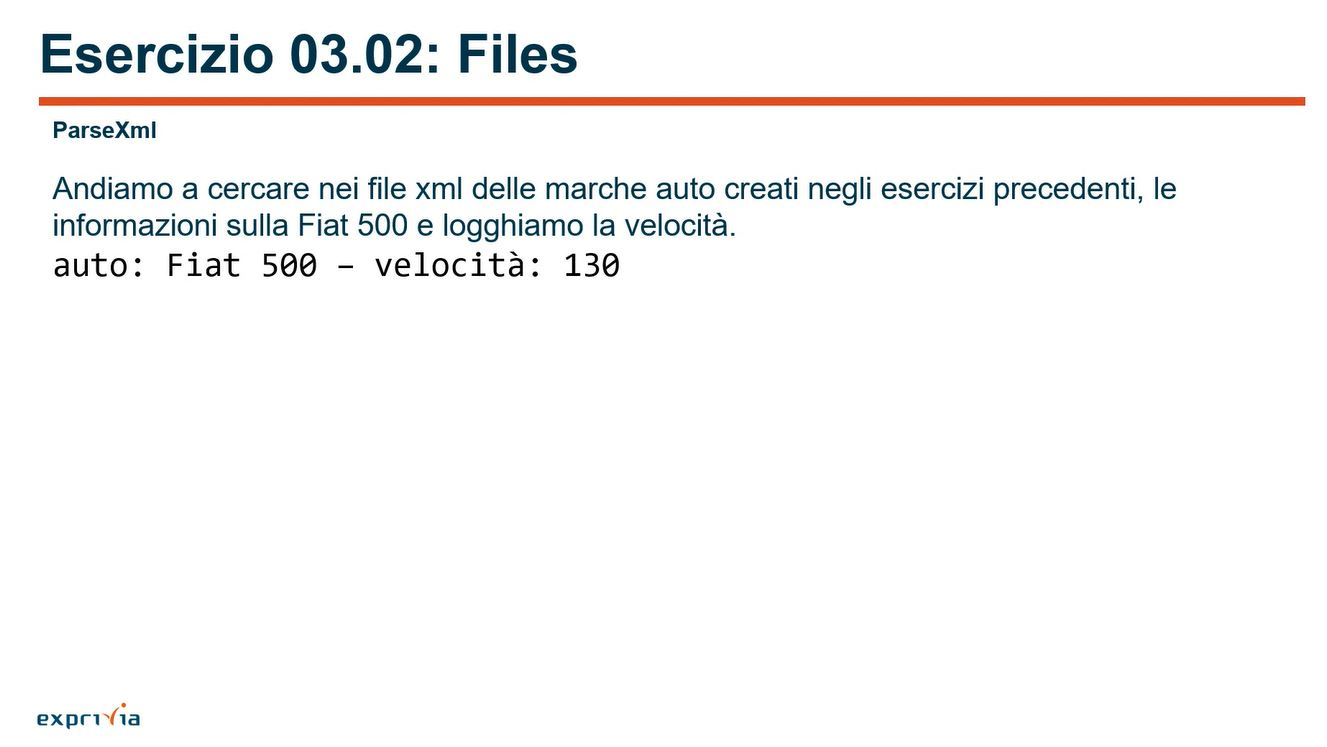 Esercizio 03.02: Files
ParseXml
Andiamo a cercare nei file xml delle marche auto creati negli esercizi precedenti, le
informazioni sulla Fiat 500 e logghiamo la velocità.
auto: Fiat 500 – velocità: 130
exprivia